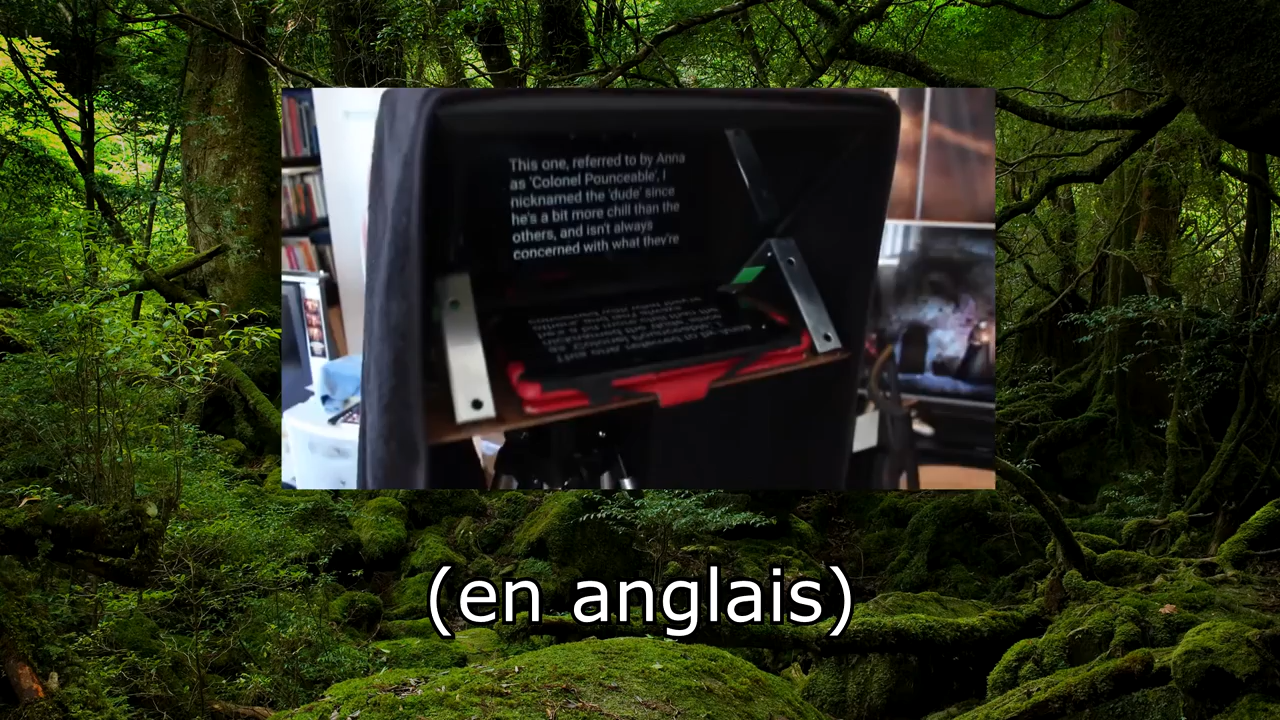 This one, referred to by Anna
as 'Colonel Pounceable', I
nicknamed the 'dude' since
he's a bit more chill than the
others, and isn't always
concerned with what they're
(en anglais)